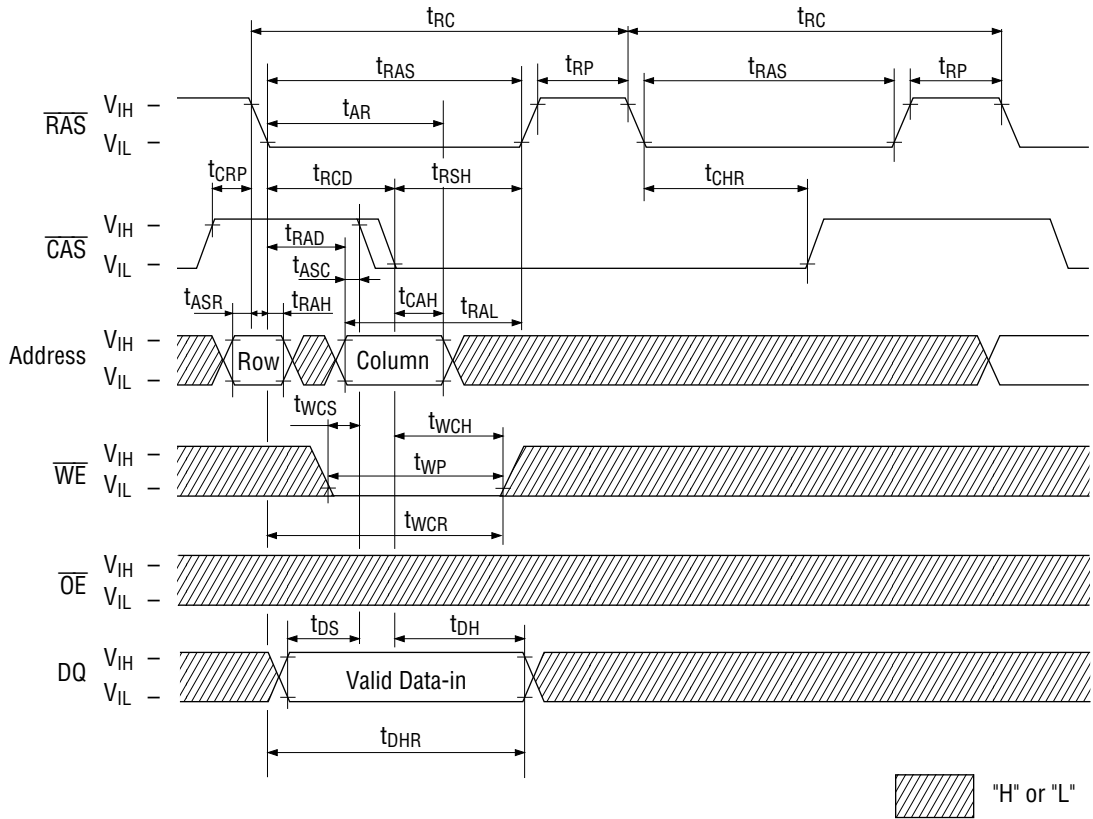 tRC tRC
tRAS tRP tRAS tRP
RAS VIH – VIL –
tAR
tCRP tRCD tRSH tCHR
CAS VIH – VIL –
tRAD
tASC
tASR tRAH tCAH tRAL
Address VIH – VIL –
Row Column
tWCS tWCH
WE VIH – VIL –
tWP
tWCR
OE VIH – VIL –
tDS tDH
DQ VIH – VIL –
Valid Data-in
tDHR
"H" or "L"